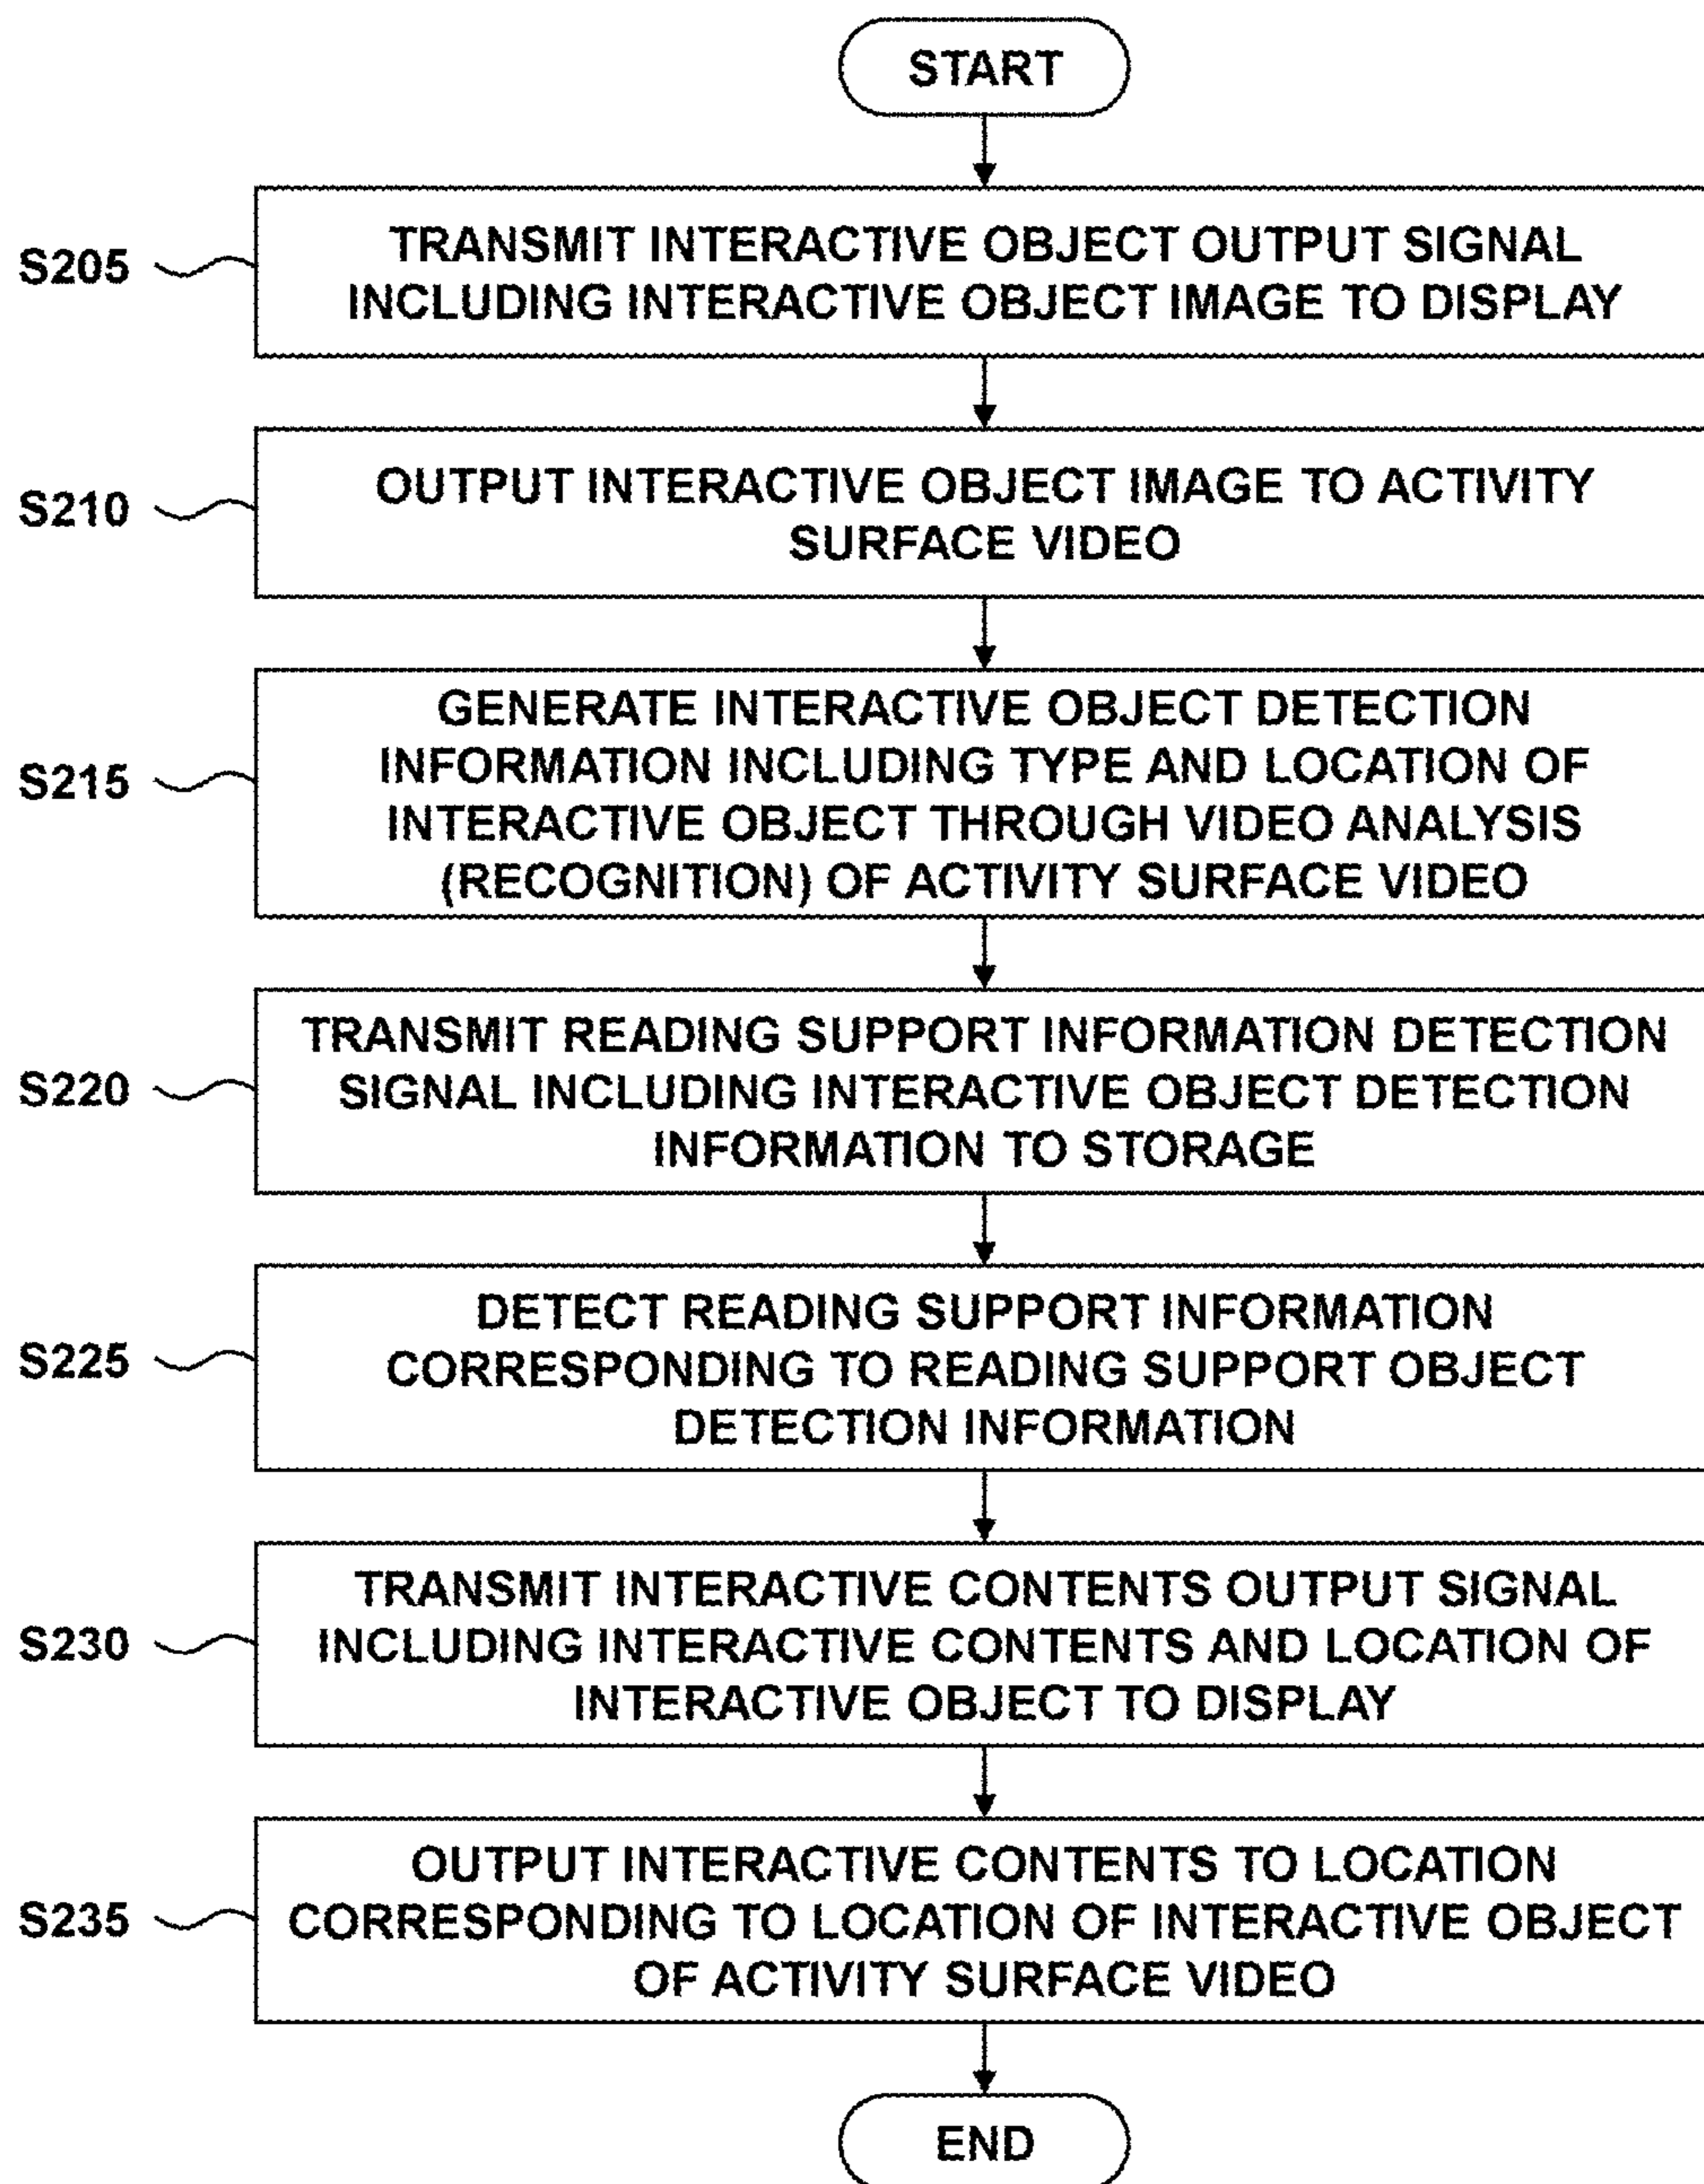 START
S205
TRANSMIT INTERACTIVE OBJECT OUTPUT SIGNAL
INCLUDING INTERACTIVE OBJECT IMAGE TO DISPLAY
S210
OUTPUT INTERACTIVE OBJECT IMAGE TO ACTIVITY
SURFACE VIDEO
S215
GENERATE INTERACTIVE OBJECT DETECTION
INFORMATION INCLUDING TYPE AND LOCATION OF
INTERACTIVE OBJECT THROUGH VIDEO ANALYSIS
(RECOGNITION) OF ACTIVITY SURFACE VIDEO
S220
TRANSMIT READING SUPPORT INFORMATION DETECTION
SIGNAL INCLUDING INTERACTIVE OBJECT DETECTION
INFORMATION TO STORAGE
S225
DETECT READING SUPPORT INFORMATION
CORRESPONDING TO READING SUPPORT OBJECT
DETECTION INFORMATION
S230
TRANSMIT INTERACTIVE CONTENTS OUTPUT SIGNAL
INCLUDING INTERACTIVE CONTENTS AND LOCATION OF
INTERACTIVE OBJECT TO DISPLAY
S235
OUTPUT INTERACTIVE CONTENTS TO LOCATION
CORRESPONDING TO LOCATION OF INTERACTIVE OBJECT
OF ACTIVITY SURFACE VIDEO
END